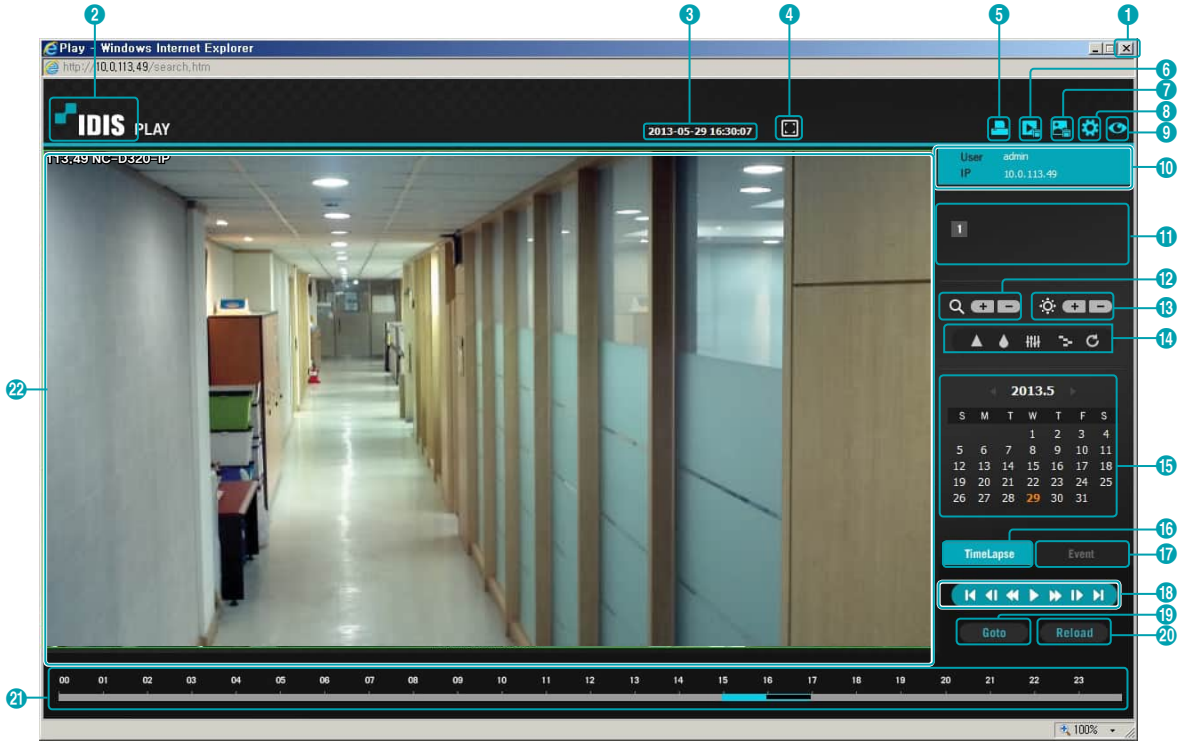 2
3
4
5
1
Play - Windows Internet Explorer
http://10.0.113.49/search.htm
6
7
8
9
IDIS PLAY
2013-05-29 16:30:07
113.49 NC-D320-IP
User admin
IP 10.0.113.49
10
1
11
12
13
14
22
2013.5
S M T W T F S
1 2 3 4
5 6 7 8 9 10 11
12 13 14 15 16 17 18
19 20 21 22 23 24 25
26 27 28 29 30 31
15
16
TimeLapse Event
17
18
19
Goto Reload
20
00 01 02 03 04 05 06 07 08 09 10 11 12 13 14 15 16 17 18 19 20 21 22 23
21
100%